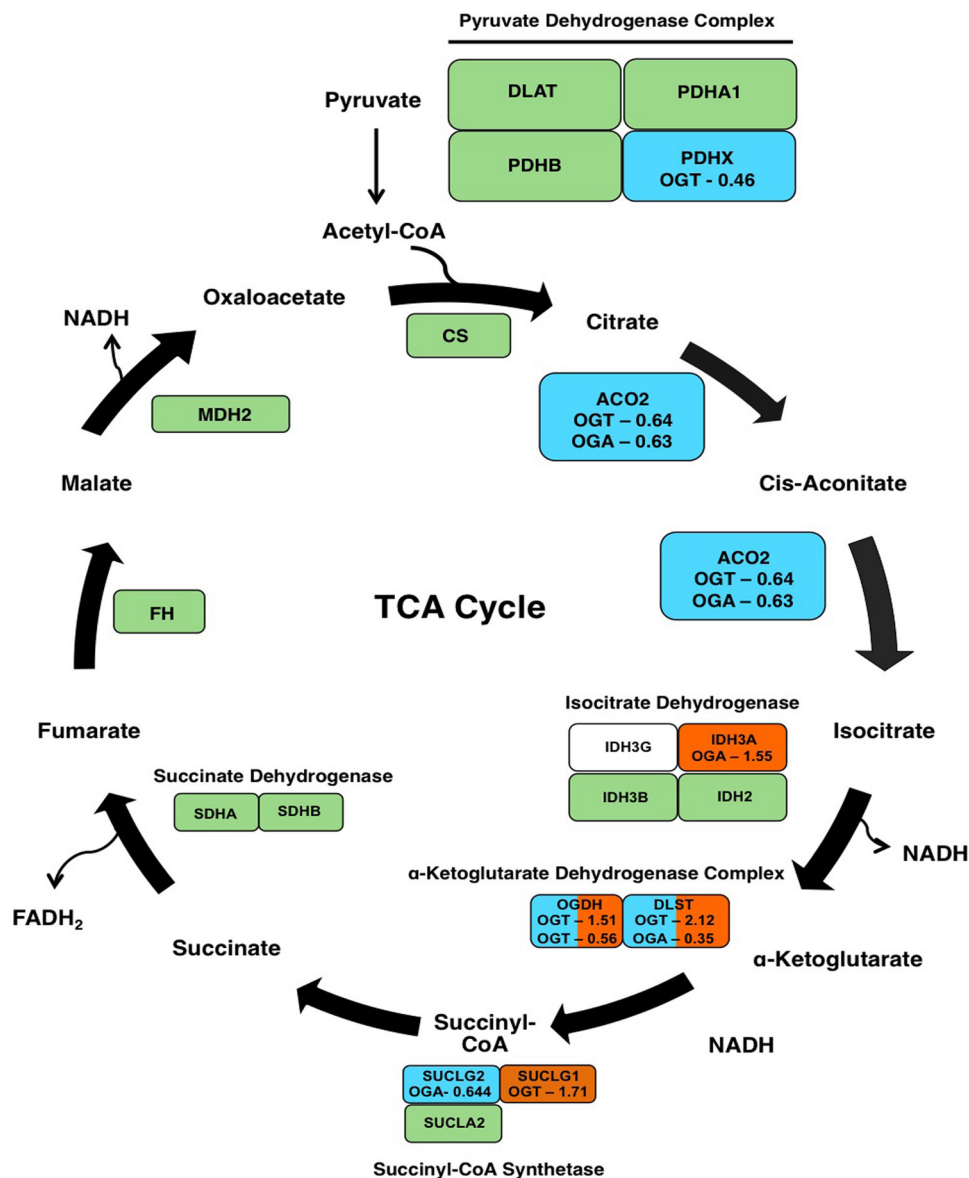 Pyruvate Dehydrogenase Complex
DLAT
PDHA1
Pyruvate
PDHB
PDHX
OGT - 0.46
Acetyl-CoA
Oxaloacetate
NADH
CS
Citrate
MDH2
ACO2
OGT – 0.64
OGA – 0.63
Malate
Cis-Aconitate
ACO2
OGT – 0.64
OGA – 0.63
TCA Cycle
FH
Isocitrate Dehydrogenase
Fumarate
Isocitrate
IDH3G
IDH3A
OGA – 1.55
Succinate Dehydrogenase
SDHA
SDHB
IDH3B
IDH2
NADH
α-Ketoglutarate Dehydrogenase Complex
FADH₂
OGDH
OGT – 1.51
OGT – 0.56
DLST
OGT – 2.12
OGA – 0.35
Succinate
α-Ketoglutarate
Succinyl-
CoA
NADH
SUCLG2
OGA- 0.644
SUCLG1
OGT – 1.71
SUCLA2
Succinyl-CoA Synthetase